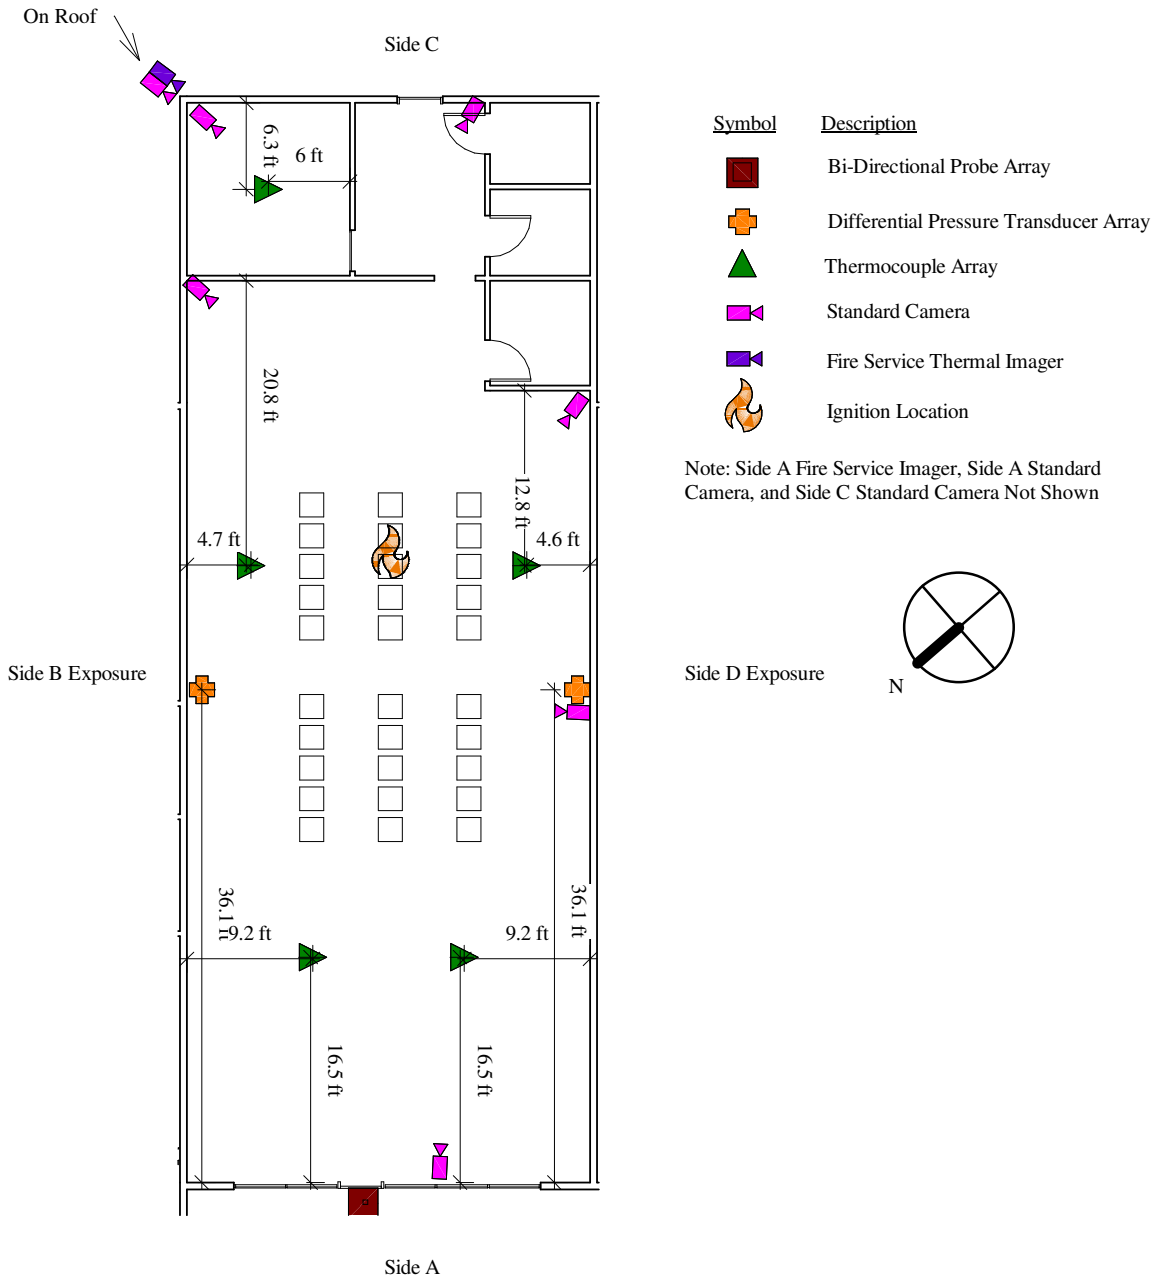 On Roof
Side C
6.3 ft
6 ft
20.8 ft
12.8 ft
4.7 ft
4.6 ft
Side B Exposure
Side D Exposure
36.1 ft
9.2 ft
9.2 ft
36.1 ft
16.5 ft
16.5 ft
Side A
Symbol Description
Bi-Directional Probe Array
Differential Pressure Transducer Array
Thermocouple Array
Standard Camera
Fire Service Thermal Imager
Ignition Location
Note: Side A Fire Service Imager, Side A Standard
Camera, and Side C Standard Camera Not Shown
N